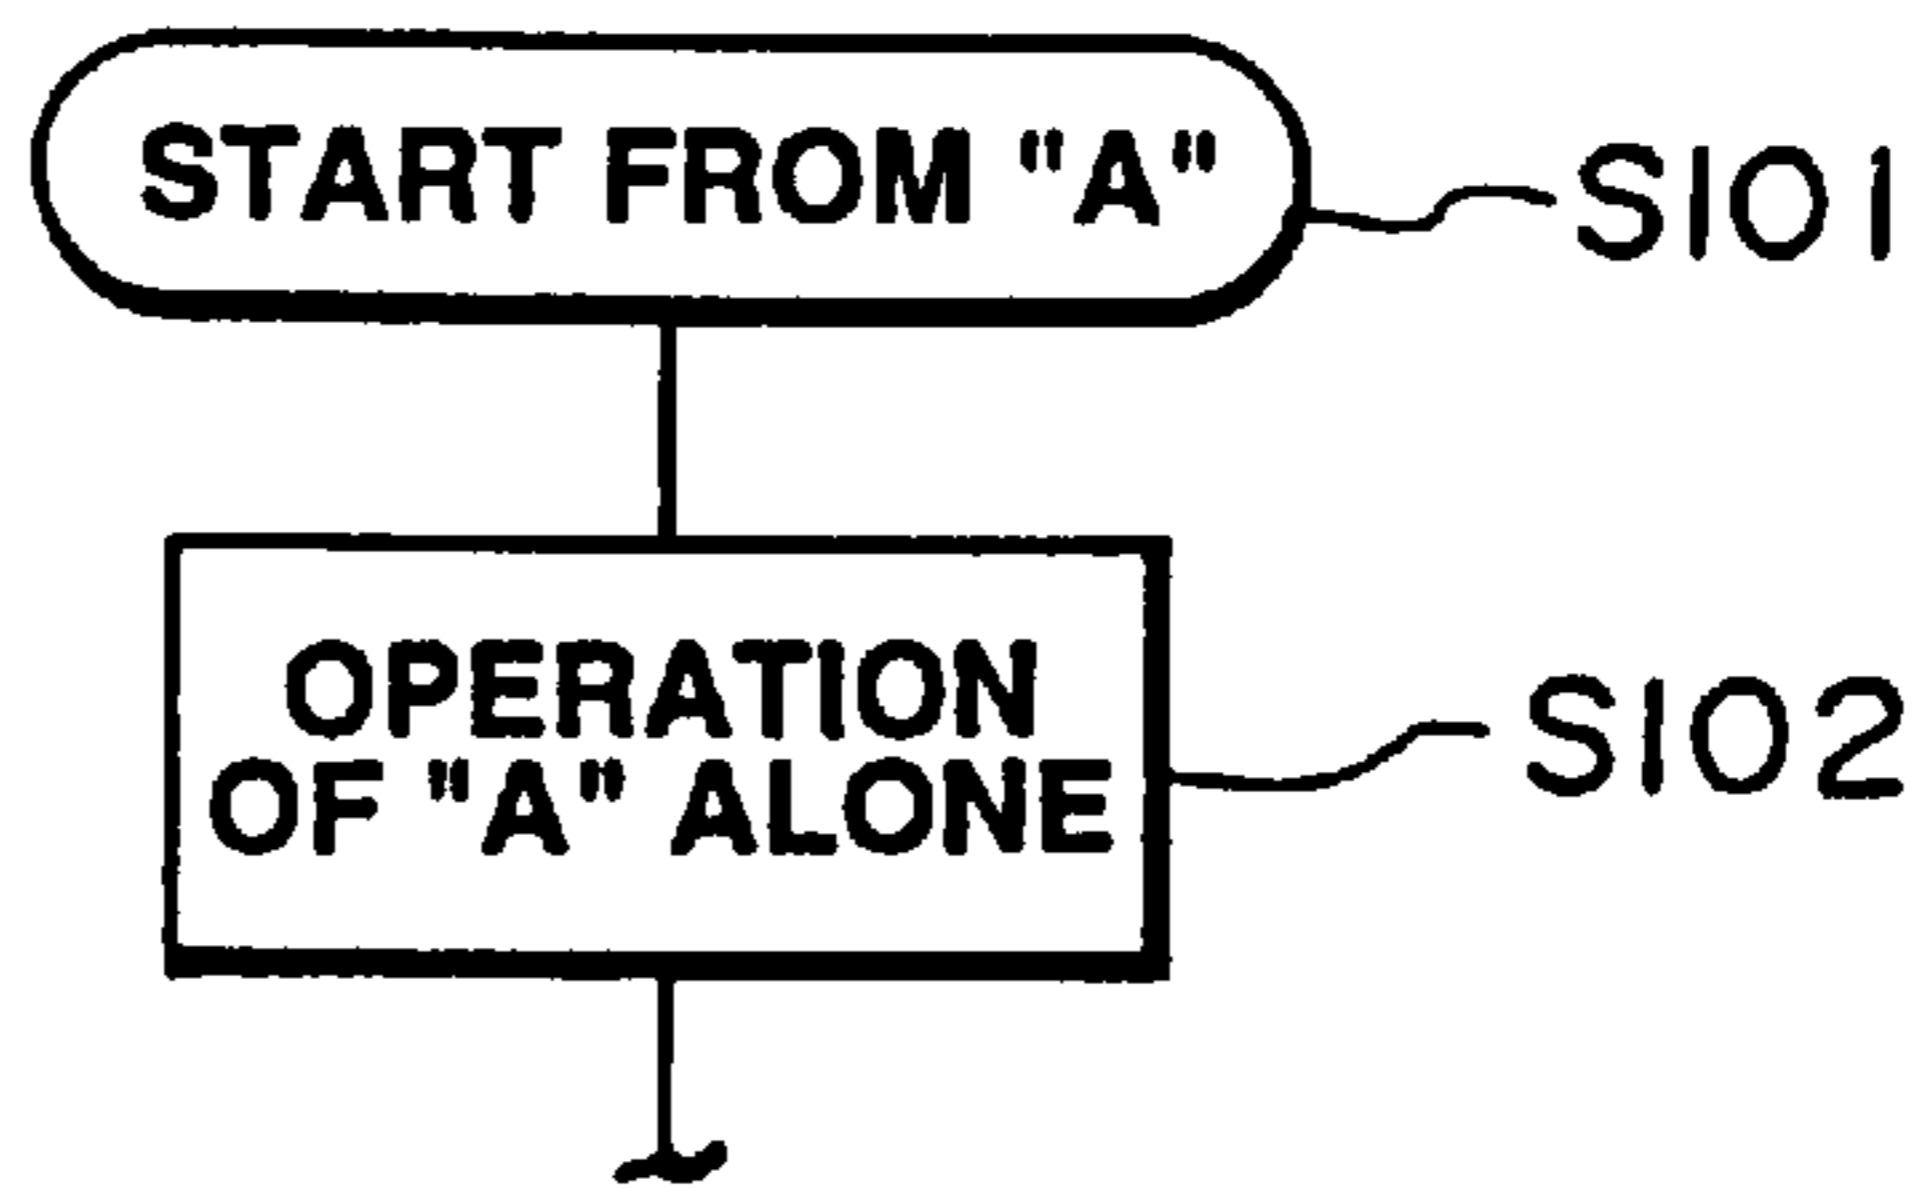 START FROM "A"
S101
OPERATION
OF "A" ALONE
S102